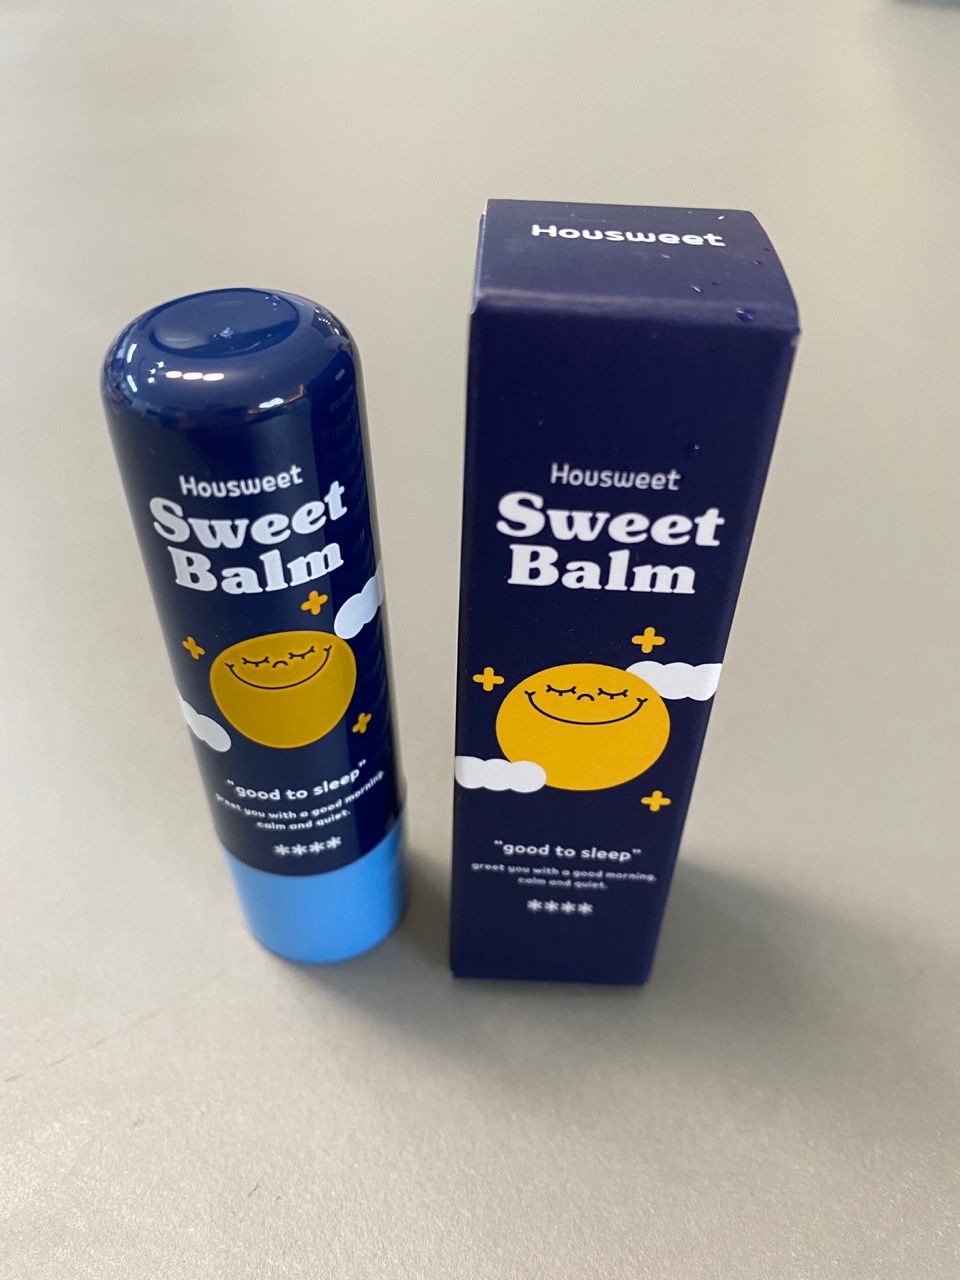 Housweet
Sweet
Balm
"good to sleep"
greet you with a good morning.
calm and quiet.
****
Housweet
Housweet
Sweet
Balm
"good to sleep"
greet you with a good morning.
calm and quiet.
****